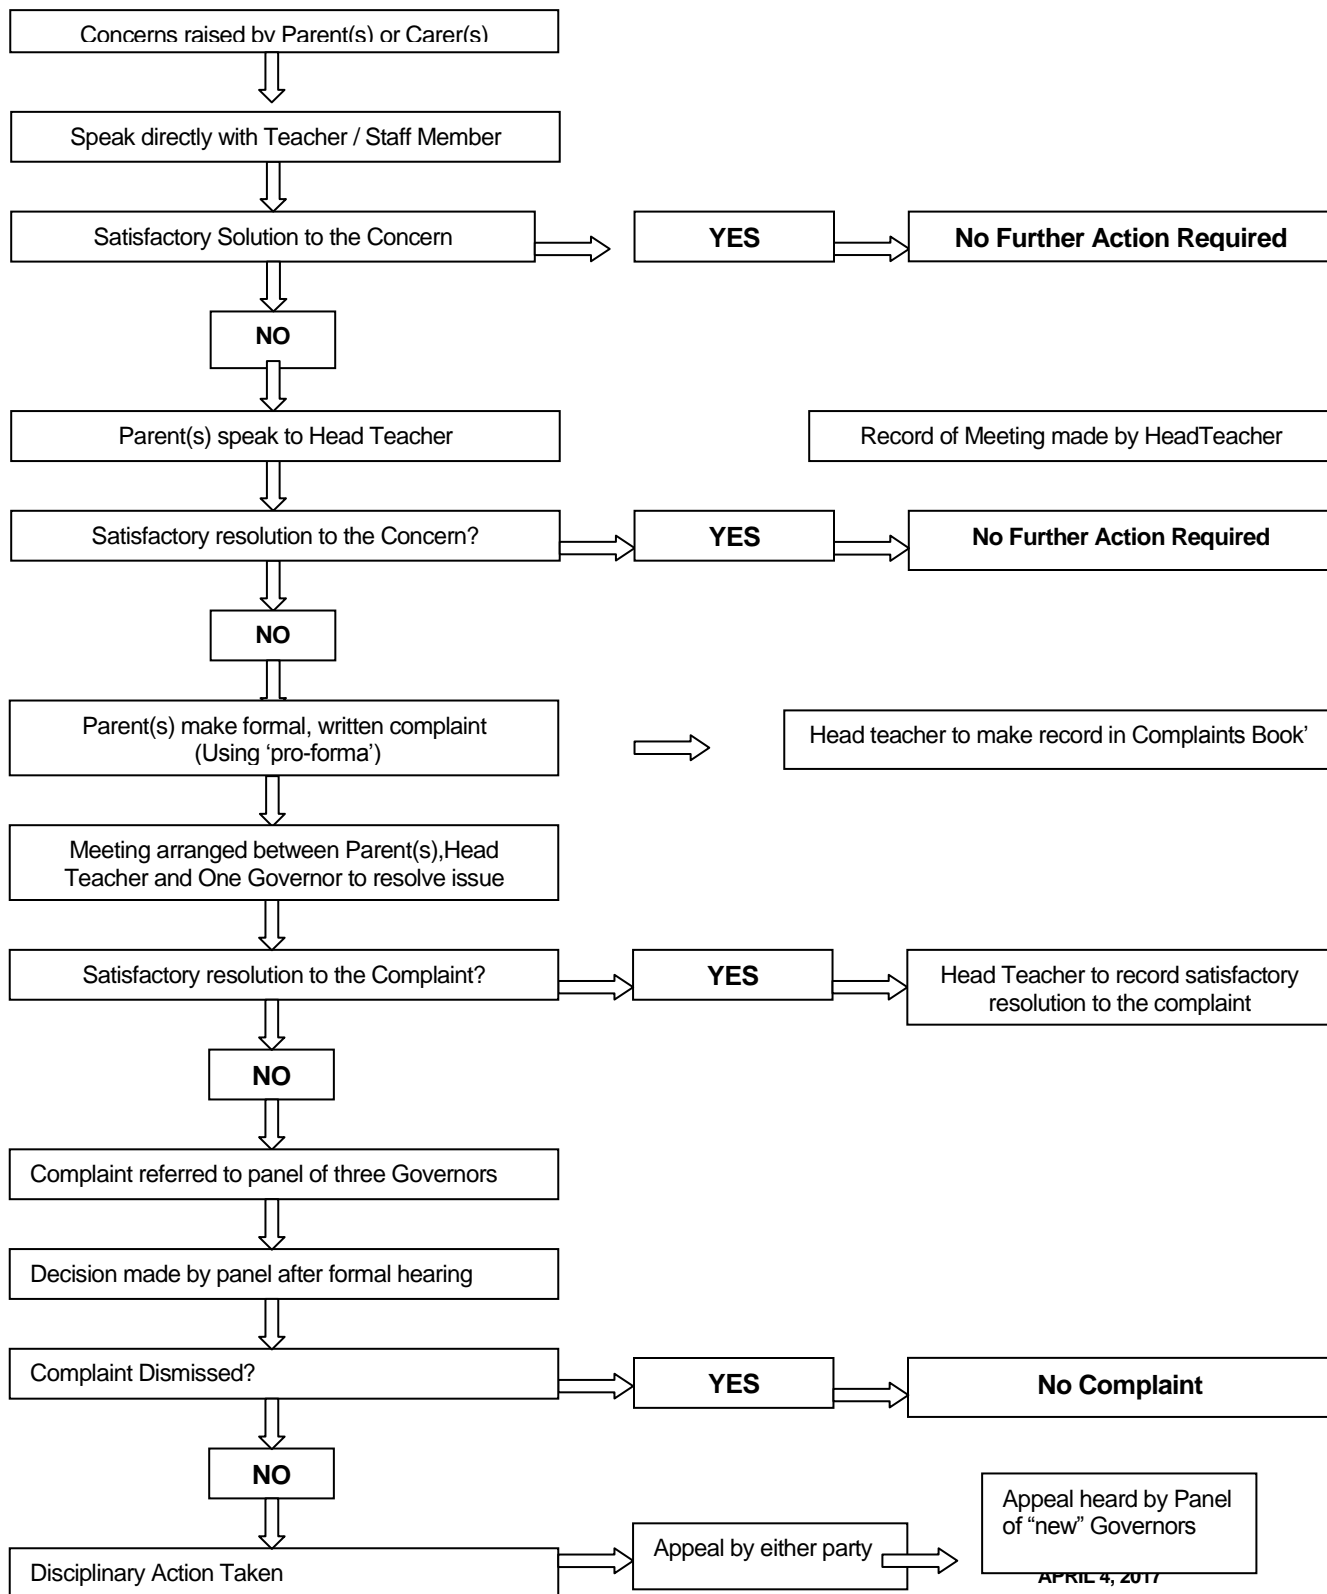 Concerns raised by Parent(s) or Carer(s)
Speak directly with Teacher / Staff Member
Satisfactory Solution to the Concern
YES
No Further Action Required
NO
Parent(s) speak to Head Teacher
Record of Meeting made by HeadTeacher
Satisfactory resolution to the Concern?
YES
No Further Action Required
NO
Parent(s) make formal, written complaint
(Using ‘pro-forma’)
Head teacher to make record in Complaints Book’
Meeting arranged between Parent(s),Head
Teacher and One Governor to resolve issue
Satisfactory resolution to the Complaint?
YES
Head Teacher to record satisfactory
resolution to the complaint
NO
Complaint referred to panel of three Governors
Decision made by panel after formal hearing
Complaint Dismissed?
YES
No Complaint
NO
Disciplinary Action Taken
Appeal by either party
Appeal heard by Panel
of “new” Governors
APRIL 4, 2017